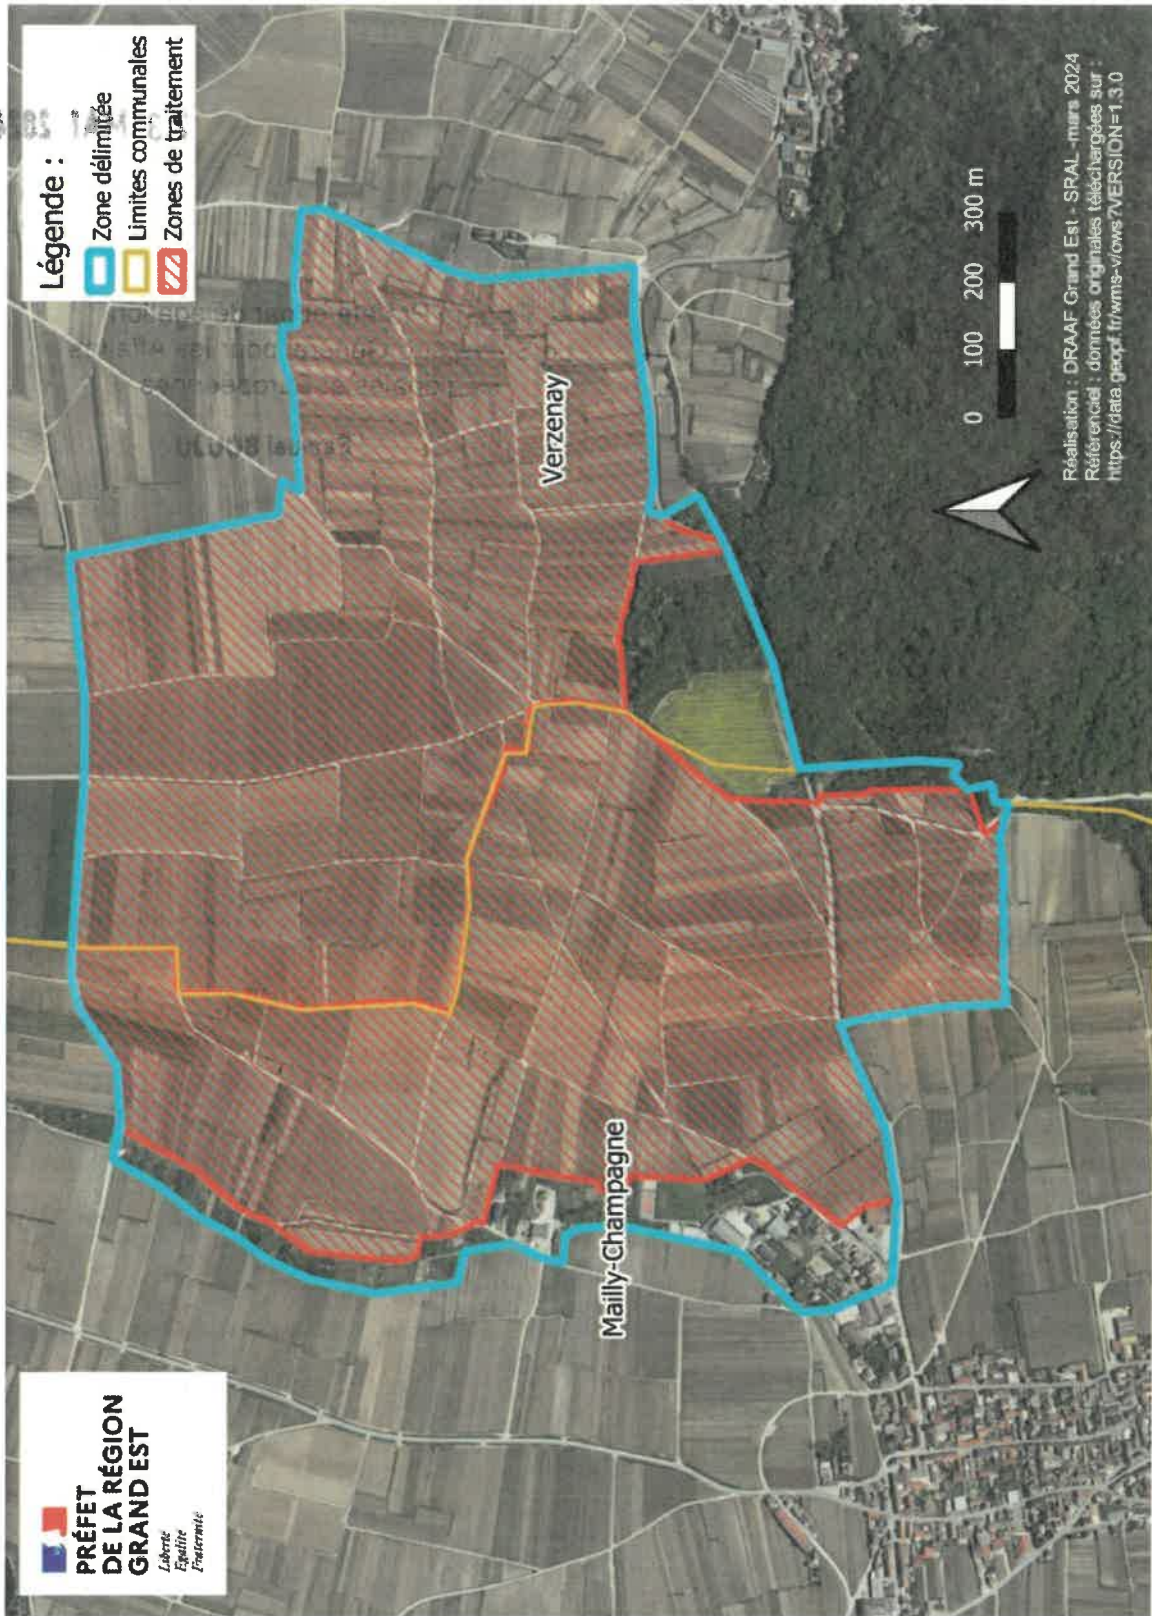 PRÉFET
DE LA RÉGION
GRAND EST
Liberté
Égalité
Fraternité
Légende :
Zone délimitée
Limites communales
Zones de traitement
Verzenay
Mailly-Champagne
0 100 200 300 m
Réalisation : DRAAF Grand Est - SRAL -mars 2024
Référenciel : données originales téléchargées sur :
https://data.geopf.fr/wms-v/ows?VERSION=1.3.0